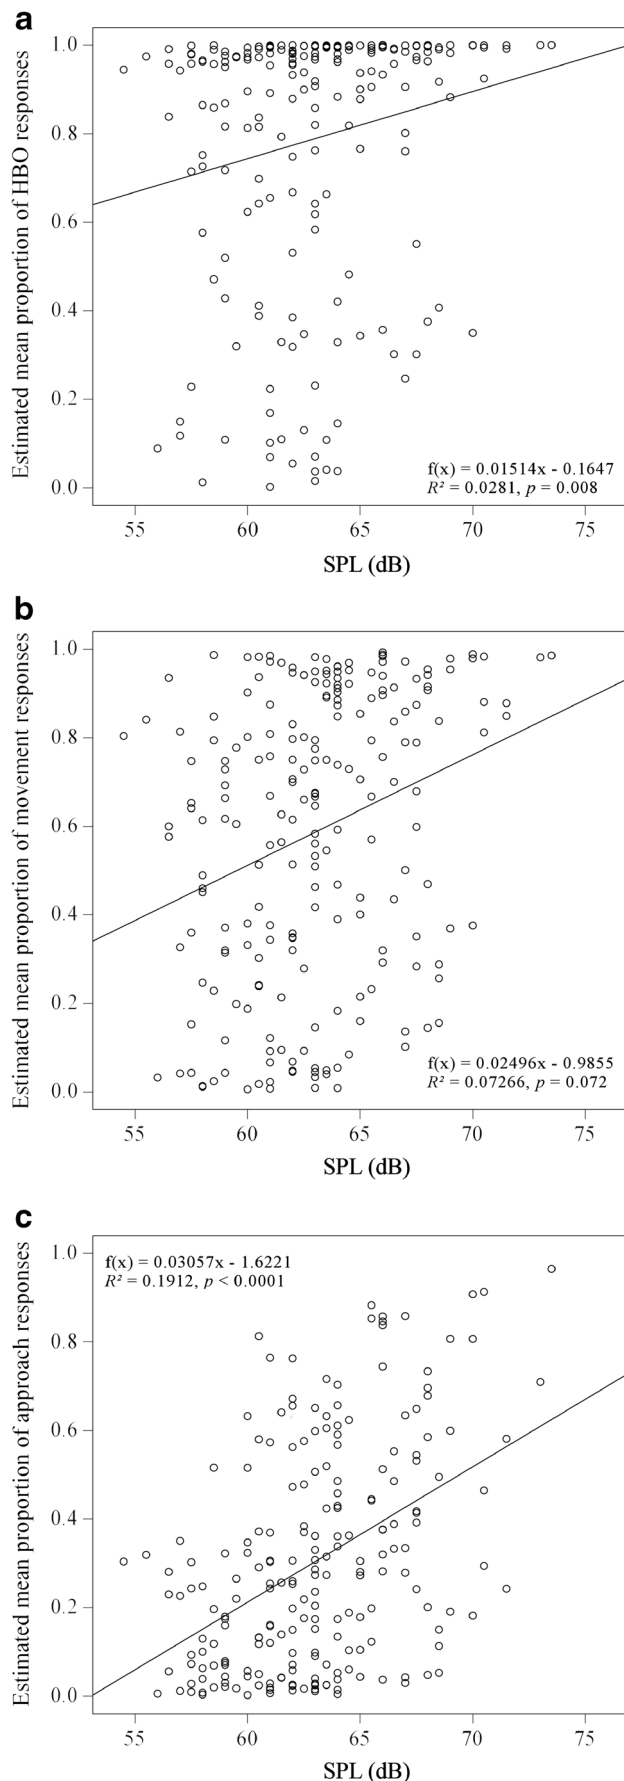 a
Estimated mean proportion of HBO responses
1.0
0.8
0.6
0.4
0.2
0.0
f(x) = 0.01514x - 0.1647
R² = 0.0281, p = 0.008
55 60 65 70 75
SPL (dB)
b
Estimated mean proportion of movement responses
1.0
0.8
0.6
0.4
0.2
0.0
f(x) = 0.02496x - 0.9855
R² = 0.07266, p = 0.072
55 60 65 70 75
SPL (dB)
c
Estimated mean proportion of approach responses
f(x) = 0.03057x - 1.6221
R² = 0.1912, p < 0.0001
1.0
0.8
0.6
0.4
0.2
0.0
55 60 65 70 75
SPL (dB)